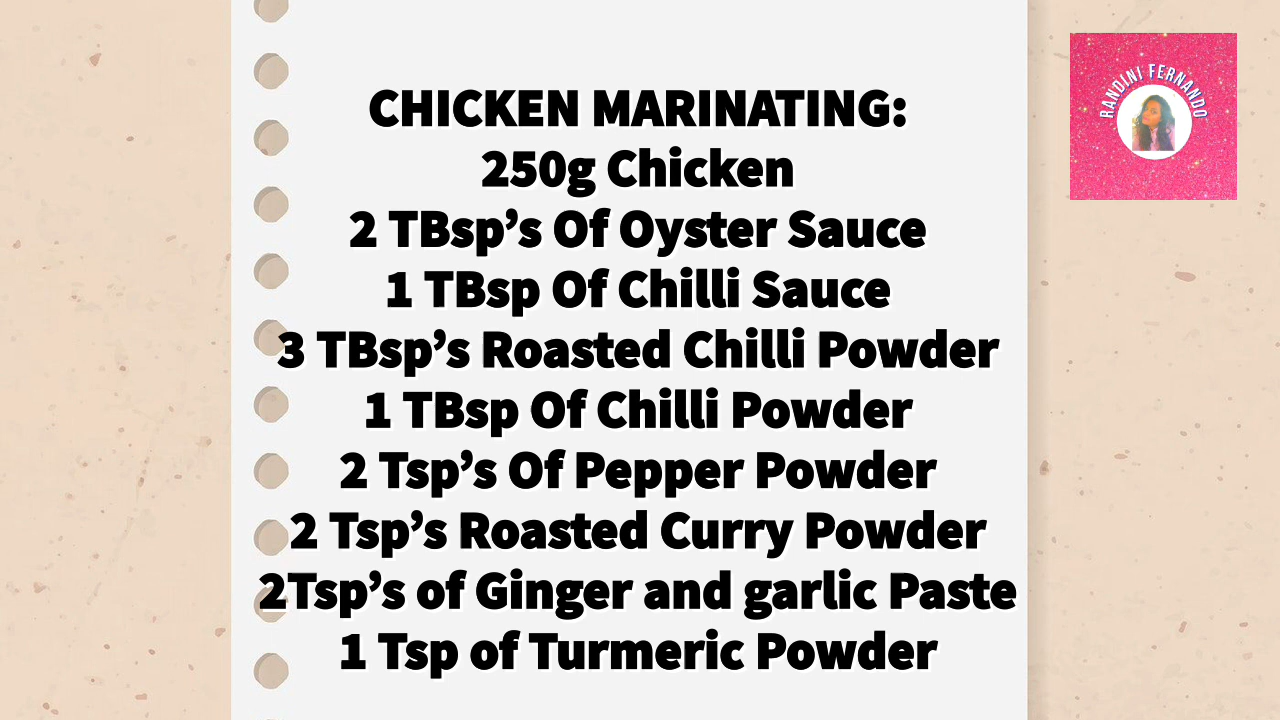 CHICKEN MARINATING:
250g Chicken
2 TBsp’s Of Oyster Sauce
1 TBsp Of Chilli Sauce
3 TBsp’s Roasted Chilli Powder
1 TBsp Of Chilli Powder
2 Tsp’s Of Pepper Powder
2 Tsp’s Roasted Curry Powder
2Tsp’s of Ginger and garlic Paste
1 Tsp of Turmeric Powder
RANDINI FERNANDO